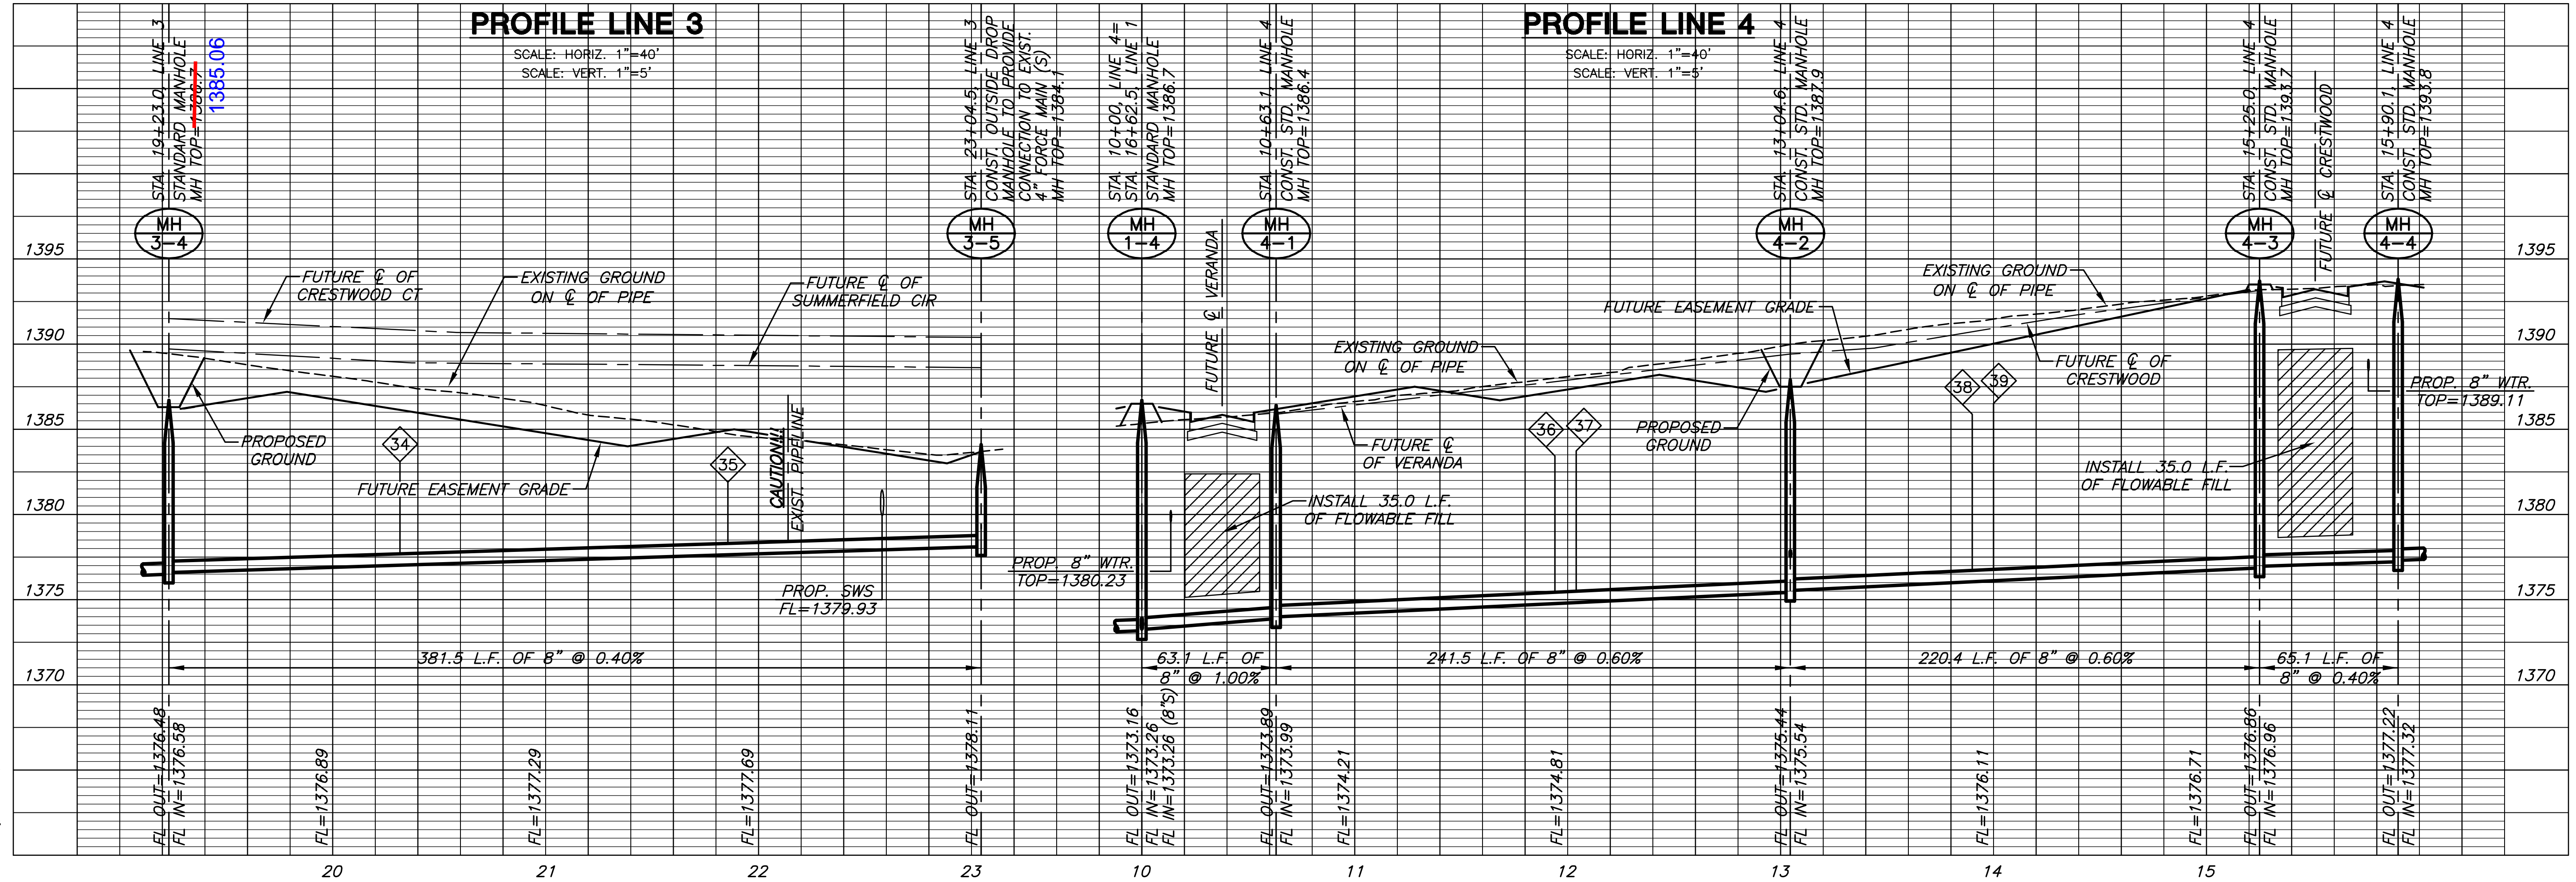 PROFILE LINE 3
SCALE: HORIZ. 1"=40'
SCALE: VERT. 1"=5'
STA. 19+23.0, LINE 3
STANDARD MANHOLE
MH TOP=1386.7
1385.06
STA. 23+04.5, LINE 3
CONST. OUTSIDE DROP
MANHOLE TO PROVIDE
CONNECTION TO EXIST.
4" FORCE MAIN (S)
MH TOP=1384.1
MH
3-4
MH
3-5
FUTURE ℄ OF
CRESTWOOD CT
EXISTING GROUND
ON ℄ OF PIPE
FUTURE ℄ OF
SUMMERFIELD CIR
PROPOSED
GROUND
34
FUTURE EASEMENT GRADE
35
CAUTION!!
EXIST. PIPELINE
PROP. SWS
FL=1379.93
381.5 L.F. OF 8" @ 0.40%
FL OUT=1376.48
FL IN=1376.58
FL=1376.89
FL=1377.29
FL=1377.69
FL OUT=1378.11
1395
1390
1385
1380
1375
1370
20
21
22
23
PROFILE LINE 4
SCALE: HORIZ. 1"=40'
SCALE: VERT. 1"=5'
STA. 10+00, LINE 4=
STA. 16+62.5, LINE 1
STANDARD MANHOLE
MH TOP=1386.7
STA. 10+63.1, LINE 4
CONST. STD. MANHOLE
MH TOP=1386.4
STA. 13+04.6, LINE 4
CONST. STD. MANHOLE
MH TOP=1387.9
STA. 15+25.0, LINE 4
CONST. STD. MANHOLE
MH TOP=1393.7
FUTURE ℄ CRESTWOOD
STA. 15+90.1, LINE 4
CONST. STD. MANHOLE
MH TOP=1393.8
MH
1-4
FUTURE ℄ VERANDA
MH
4-1
MH
4-2
MH
4-3
MH
4-4
EXISTING GROUND
ON ℄ OF PIPE
FUTURE EASEMENT GRADE
EXISTING GROUND
ON ℄ OF PIPE
FUTURE ℄ OF
CRESTWOOD
38
39
PROP. 8" WTR.
TOP=1389.11
36
37
PROPOSED
GROUND
FUTURE ℄
OF VERANDA
INSTALL 35.0 L.F.
OF FLOWABLE FILL
INSTALL 35.0 L.F.
OF FLOWABLE FILL
PROP. 8" WTR.
TOP=1380.23
63.1 L.F. OF
8" @ 1.00%
241.5 L.F. OF 8" @ 0.60%
220.4 L.F. OF 8" @ 0.60%
65.1 L.F. OF
8" @ 0.40%
FL OUT=1373.16
FL IN=1373.26
FL IN=1373.26 (8"S)
FL OUT=1373.89
FL IN=1373.99
FL=1374.21
FL=1374.81
FL OUT=1375.44
FL IN=1375.54
FL=1376.11
FL=1376.71
FL OUT=1376.86
FL IN=1376.96
FL OUT=1377.22
FL IN=1377.32
1395
1390
1385
1380
1375
1370
10
11
12
13
14
15